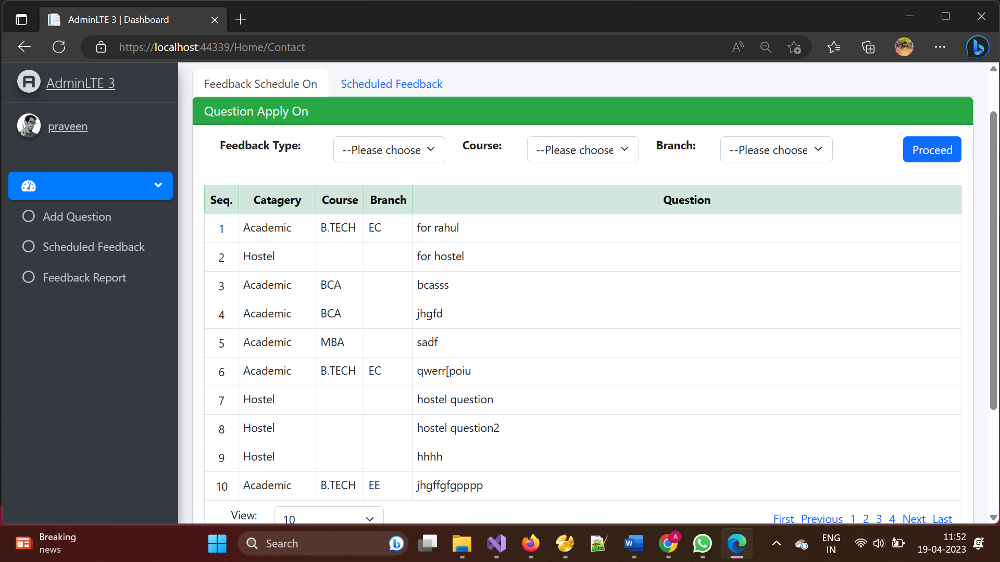 AdminLTE 3 | Dashboard
https://localhost:44339/Home/Contact
AdminLTE 3
praveen
Add Question
Scheduled Feedback
Feedback Report
Feedback Schedule On Scheduled Feedback
Question Apply On
Feedback Type: --Please choose Course: --Please choose Branch: --Please choose Proceed
Seq. Catagery Course Branch Question
1 Academic B.TECH EC for rahul
2 Hostel for hostel
3 Academic BCA bcasss
4 Academic BCA jhgfd
5 Academic MBA sadf
6 Academic B.TECH EC qwerr[poiu
7 Hostel hostel question
8 Hostel hostel question2
9 Hostel hhhh
10 Academic B.TECH EE jhgffgfgpppp
View: 10 First Previous 1 2 3 4 Next Last
Breaking
news
Search
A
ENG
IN
11:52
19-04-2023